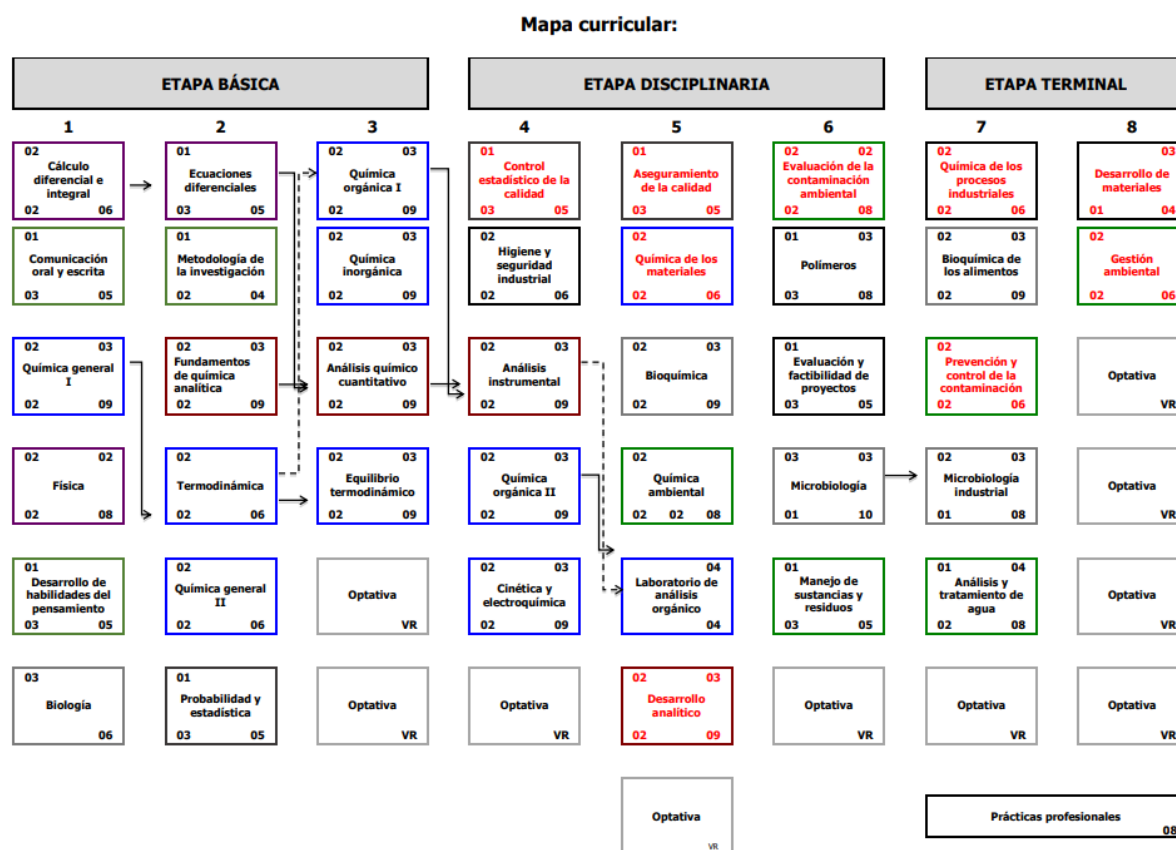 Mapa curricular:
ETAPA BÁSICA ETAPA DISCIPLINARIA ETAPA TERMINAL
1 2 3 4 5 6 7 8
02
Cálculo
diferencial e
integral
02 06
01
Ecuaciones
diferenciales
03 05
02 03
Química
orgánica I
02 09
01
Control
estadístico de la
calidad
03 05
01
Aseguramiento
de la calidad
03 05
02 02
Evaluación de la
contaminación
ambiental
02 08
02
Química de los
procesos
industriales
02 06
03
Desarrollo de
materiales
01 04
01
Comunicación
oral y escrita
03 05
01
Metodología de
la investigación
02 04
02 03
Química
inorgánica
02 09
02
Higiene y
seguridad
industrial
02 06
02
Química de los
materiales
02 06
01 03
Polímeros
03 08
02 03
Bioquímica de
los alimentos
02 09
02
Gestión
ambiental
02 06
02 03
Química general
I
02 09
02 03
Fundamentos
de química
analítica
02 09
02 03
Análisis químico
cuantitativo
02 09
02 03
Análisis
instrumental
02 09
02 03
Bioquímica
02 09
01
Evaluación y
factibilidad de
proyectos
03 05
02
Prevención y
control de la
contaminación
02 06
Optativa
VR
02 02
Física
02 08
02
Termodinámica
02 06
02 03
Equilibrio
termodinámico
02 09
02 03
Química
orgánica II
02 09
02
Química
ambiental
02 02 08
03 03
Microbiología
01 10
02 03
Microbiología
industrial
01 08
Optativa
VR
01
Desarrollo de
habilidades del
pensamiento
03 05
02
Química general
II
02 06
Optativa
VR
02 03
Cinética y
electroquímica
02 09
04
Laboratorio de
análisis
orgánico
04
01
Manejo de
sustancias y
residuos
03 05
01 04
Análisis y
tratamiento de
agua
02 08
Optativa
VR
03
Biología
06
01
Probabilidad y
estadística
03 05
Optativa
VR
Optativa
VR
02 03
Desarrollo
analítico
02 09
Optativa
VR
Optativa
VR
Optativa
VR
Optativa
VR
Prácticas profesionales
08